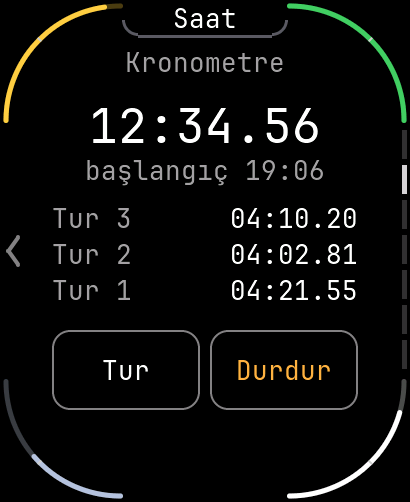 Saat
Kronometre
12:34.56
başlangıç 19:06
Tur 3 04:10.20
Tur 2 04:02.81
Tur 1 04:21.55
Tur Durdur